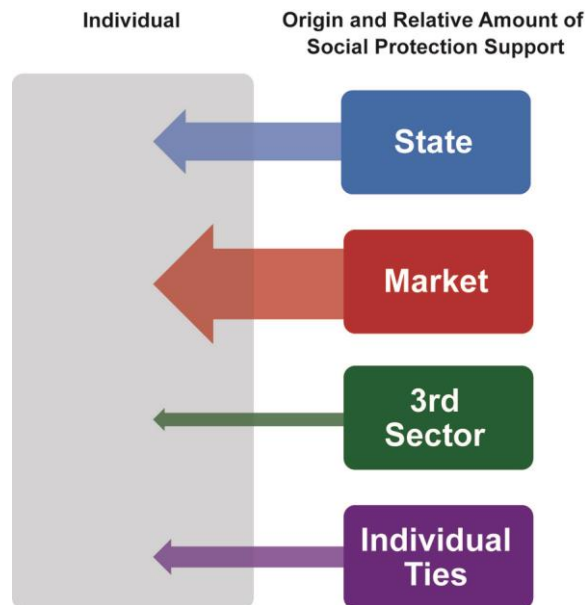 Individual
Origin and Relative Amount of
Social Protection Support
State
Market
3rd
Sector
Individual
Ties